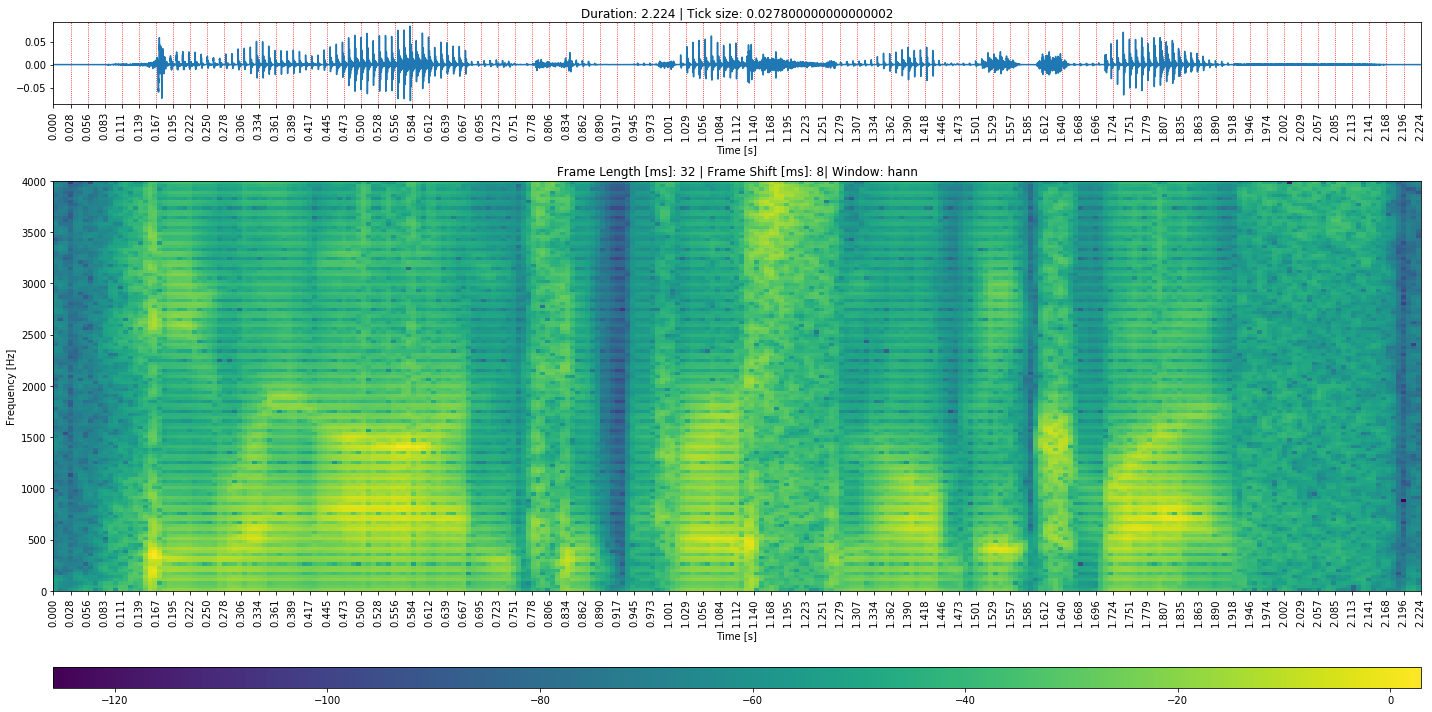 Duration: 2.224 | Tick size: 0.027800000000000002
0.05
0.00
−0.05
0.000 0.028 0.056 0.083 0.111 0.139 0.167 0.195 0.222 0.250 0.278 0.306 0.334 0.361 0.389 0.417 0.445 0.473 0.500 0.528 0.556 0.584 0.612 0.639 0.667 0.695 0.723 0.751 0.778 0.806 0.834 0.862 0.890 0.917 0.945 0.973 1.001 1.029 1.056 1.084 1.112 1.140 1.168 1.195 1.223 1.251 1.279 1.307 1.334 1.362 1.390 1.418 1.446 1.473 1.501 1.529 1.557 1.585 1.612 1.640 1.668 1.696 1.724 1.751 1.779 1.807 1.835 1.863 1.890 1.918 1.946 1.974 2.002 2.029 2.057 2.085 2.113 2.141 2.168 2.196 2.224
Time [s]
Frame Length [ms]: 32 | Frame Shift [ms]: 8| Window: hann
4000
3500
3000
2500
2000
1500
1000
500
0
Frequency [Hz]
0.000 0.028 0.056 0.083 0.111 0.139 0.167 0.195 0.222 0.250 0.278 0.306 0.334 0.361 0.389 0.417 0.445 0.473 0.500 0.528 0.556 0.584 0.612 0.639 0.667 0.695 0.723 0.751 0.778 0.806 0.834 0.862 0.890 0.917 0.945 0.973 1.001 1.029 1.056 1.084 1.112 1.140 1.168 1.195 1.223 1.251 1.279 1.307 1.334 1.362 1.390 1.418 1.446 1.473 1.501 1.529 1.557 1.585 1.612 1.640 1.668 1.696 1.724 1.751 1.779 1.807 1.835 1.863 1.890 1.918 1.946 1.974 2.002 2.029 2.057 2.085 2.113 2.141 2.168 2.196 2.224
Time [s]
−120 −100 −80 −60 −40 −20 0